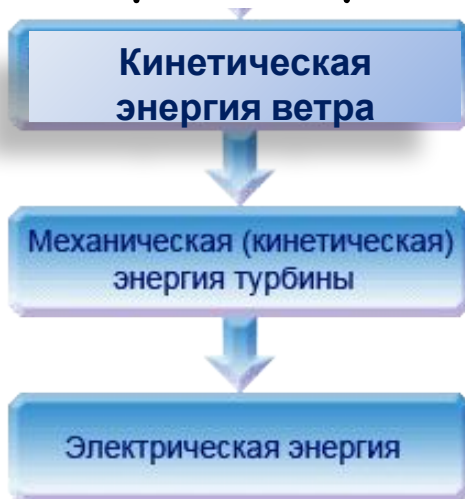 Кинетическая
энергия ветра
Механическая (кинетическая)
энергия турбины
Электрическая энергия